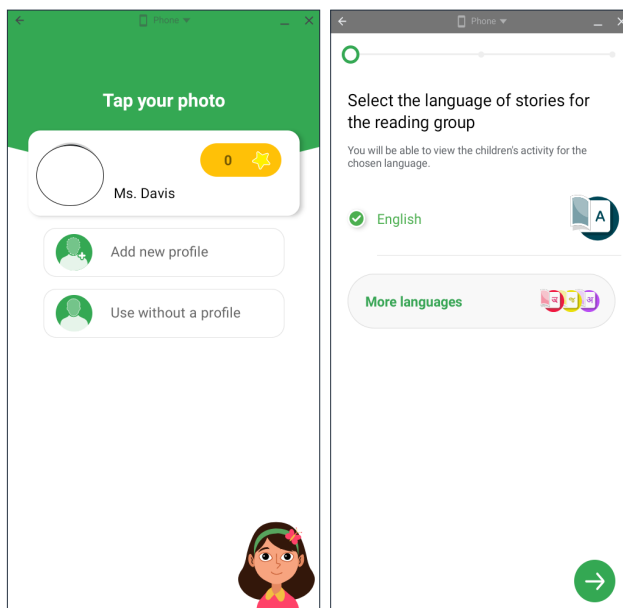 Phone
Tap your photo
0
Ms. Davis
Add new profile
Use without a profile
Phone
Select the language of stories for
the reading group
You will be able to view the children's activity for the
chosen language.
English
A
More languages
अ
অ
अ